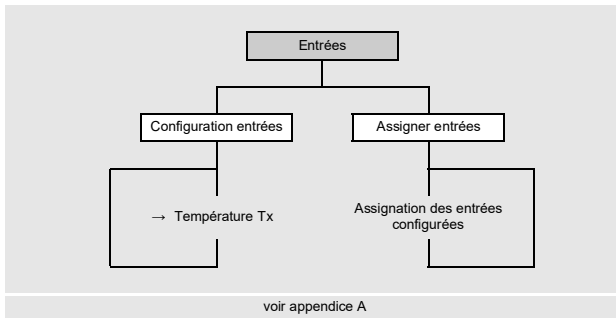 Entrées
Configuration entrées
Assigner entrées
→ Température Tx
Assignation des entrées
configurées
voir appendice A